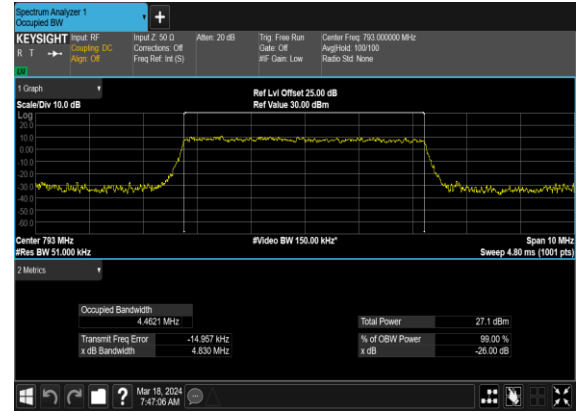 Spectrum Analyzer 1
Occupied BW
+
KEYSIGHT Input: RF Input Z: 50 Ω Atten: 20 dB Trig: Free Run Center Freq: 793.000000 MHz
R T Coupling: DC Corrections: Off Gate: Off Avg|Hold: 100/100
Align: Off Freq Ref: Int (S) #IF Gain: Low Radio Std: None
LV
1 Graph Ref Lvl Offset 25.00 dB
Scale/Div 10.0 dB Ref Value 30.00 dBm
Log
20.0
10.0
0.00
-10.0
-20.0
-30.0
-40.0
-50.0
-60.0
Center 793 MHz #Video BW 150.00 kHz* Span 10 MHz
#Res BW 51.000 kHz Sweep 4.80 ms (1001 pts)
2 Metrics
Occupied Bandwidth
4.4621 MHz Total Power 27.1 dBm
Transmit Freq Error -14.957 kHz % of OBW Power 99.00 %
x dB Bandwidth 4.830 MHz x dB -26.00 dB
? Mar 18, 2024
7:47:06 AM